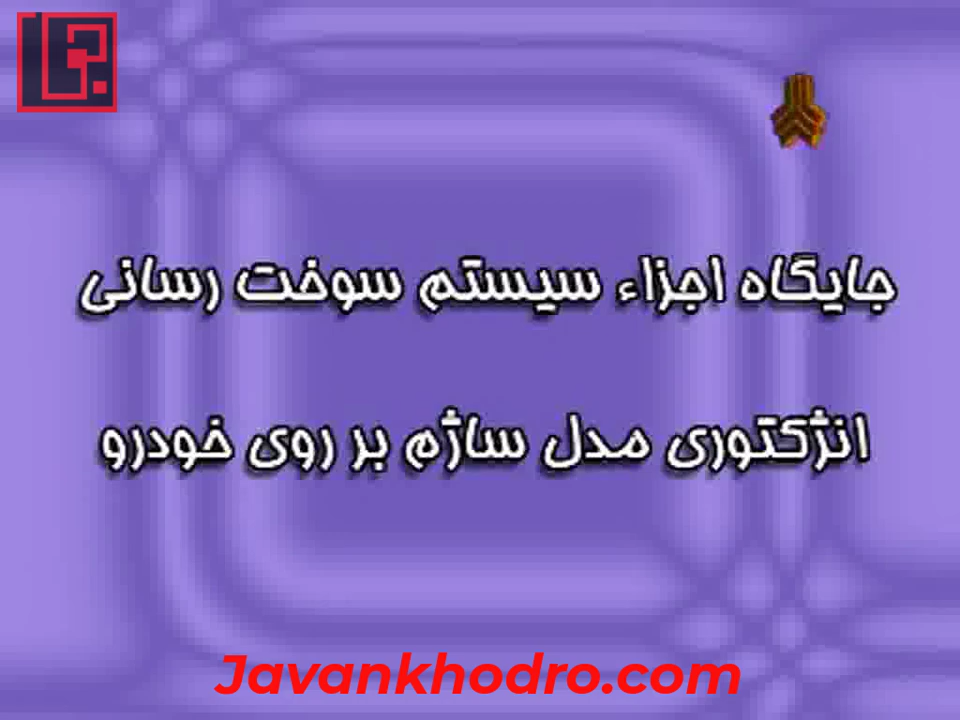 جایگاه اجزاء سیستم سوخت رسانی
انژکتوری مدل ساژم بر روی خودرو
Javankhodro.com